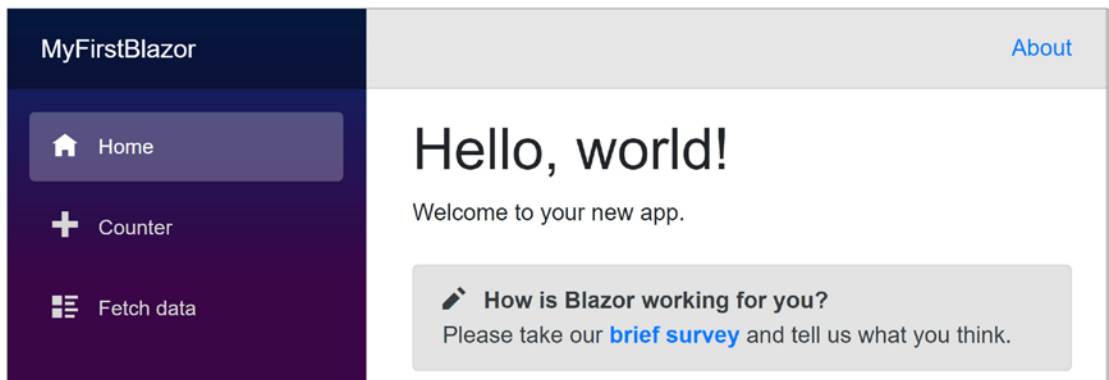 MyFirstBlazor
About
Home
Counter
Fetch data
Hello, world!
Welcome to your new app.
How is Blazor working for you?
Please take our brief survey and tell us what you think.